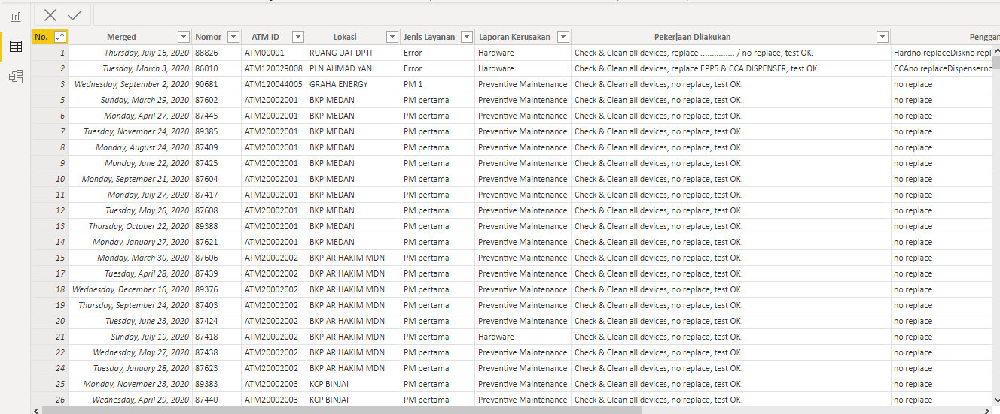 No. Merged Nomor ATM ID Lokasi Jenis Layanan Laporan Kerusakan Pekerjaan Dilakukan Penggan
1 Thursday, July 16, 2020 88826 ATM00001 RUANG UAT DPTI Error Hardware Check & Clean all devices, replace ............... / no replace, test OK. Hardno replaceDiskno repl
2 Tuesday, March 3, 2020 86010 ATM120029008 PLN AHMAD YANI Error Hardware Check & Clean all devices, replace EPP5 & CCA DISPENSER, test OK. CCAno replaceDispenserno
3 Wednesday, September 2, 2020 90681 ATM120044005 GRAHA ENERGY PM 1 Preventive Maintenance Check & Clean all devices, no replace, test OK. no replace
5 Sunday, March 29, 2020 87602 ATM20002001 BKP MEDAN PM pertama Preventive Maintenance Check & Clean all devices, no replace, test OK. no replace
6 Monday, April 27, 2020 87445 ATM20002001 BKP MEDAN PM pertama Preventive Maintenance Check & Clean all devices, no replace, test OK. no replace
7 Tuesday, November 24, 2020 89385 ATM20002001 BKP MEDAN PM pertama Preventive Maintenance Check & Clean all devices, no replace, test OK. no replace
8 Monday, August 24, 2020 87409 ATM20002001 BKP MEDAN PM pertama Preventive Maintenance Check & Clean all devices, no replace, test OK. no replace
9 Monday, June 22, 2020 87425 ATM20002001 BKP MEDAN PM pertama Preventive Maintenance Check & Clean all devices, no replace, test OK. no replace
10 Monday, September 21, 2020 87604 ATM20002001 BKP MEDAN PM pertama Preventive Maintenance Check & Clean all devices, no replace, test OK. no replace
11 Monday, July 27, 2020 87417 ATM20002001 BKP MEDAN PM pertama Preventive Maintenance Check & Clean all devices, no replace, test OK. no replace
12 Tuesday, May 26, 2020 87608 ATM20002001 BKP MEDAN PM pertama Preventive Maintenance Check & Clean all devices, no replace, test OK. no replace
13 Thursday, October 22, 2020 89388 ATM20002001 BKP MEDAN PM pertama Preventive Maintenance Check & Clean all devices, no replace, test OK. no replace
14 Monday, January 27, 2020 87621 ATM20002001 BKP MEDAN PM pertama Preventive Maintenance Check & Clean all devices, no replace, test OK. no replace
15 Monday, March 30, 2020 87606 ATM20002002 BKP AR HAKIM MDN PM pertama Preventive Maintenance Check & Clean all devices, no replace, test OK. no replace
17 Tuesday, April 28, 2020 87439 ATM20002002 BKP AR HAKIM MDN PM pertama Preventive Maintenance Check & Clean all devices, no replace, test OK. no replace
18 Wednesday, December 16, 2020 89376 ATM20002002 BKP AR HAKIM MDN PM pertama Preventive Maintenance Check & Clean all devices, no replace, test OK. no replace
19 Thursday, September 24, 2020 87403 ATM20002002 BKP AR HAKIM MDN PM pertama Preventive Maintenance Check & Clean all devices, no replace, test OK. no replace
20 Tuesday, June 23, 2020 87424 ATM20002002 BKP AR HAKIM MDN PM pertama Preventive Maintenance Check & Clean all devices, no replace, test OK. no replace
21 Sunday, July 19, 2020 87418 ATM20002002 BKP AR HAKIM MDN PM pertama Hardware Check & Clean all devices, no replace, test OK. no replace
22 Wednesday, May 27, 2020 87438 ATM20002002 BKP AR HAKIM MDN PM pertama Preventive Maintenance Check & Clean all devices, no replace, test OK. no replace
24 Tuesday, January 28, 2020 87623 ATM20002002 BKP AR HAKIM MDN PM pertama Preventive Maintenance Check & Clean all devices, no replace, test OK. no replace
25 Monday, November 23, 2020 89383 ATM20002003 KCP BINJAI PM pertama Preventive Maintenance Check & Clean all devices, no replace, test OK. no replace
26 Wednesday, April 29, 2020 87440 ATM20002003 KCP BINJAI PM pertama Preventive Maintenance Check & Clean all devices, no replace, test OK. no replace